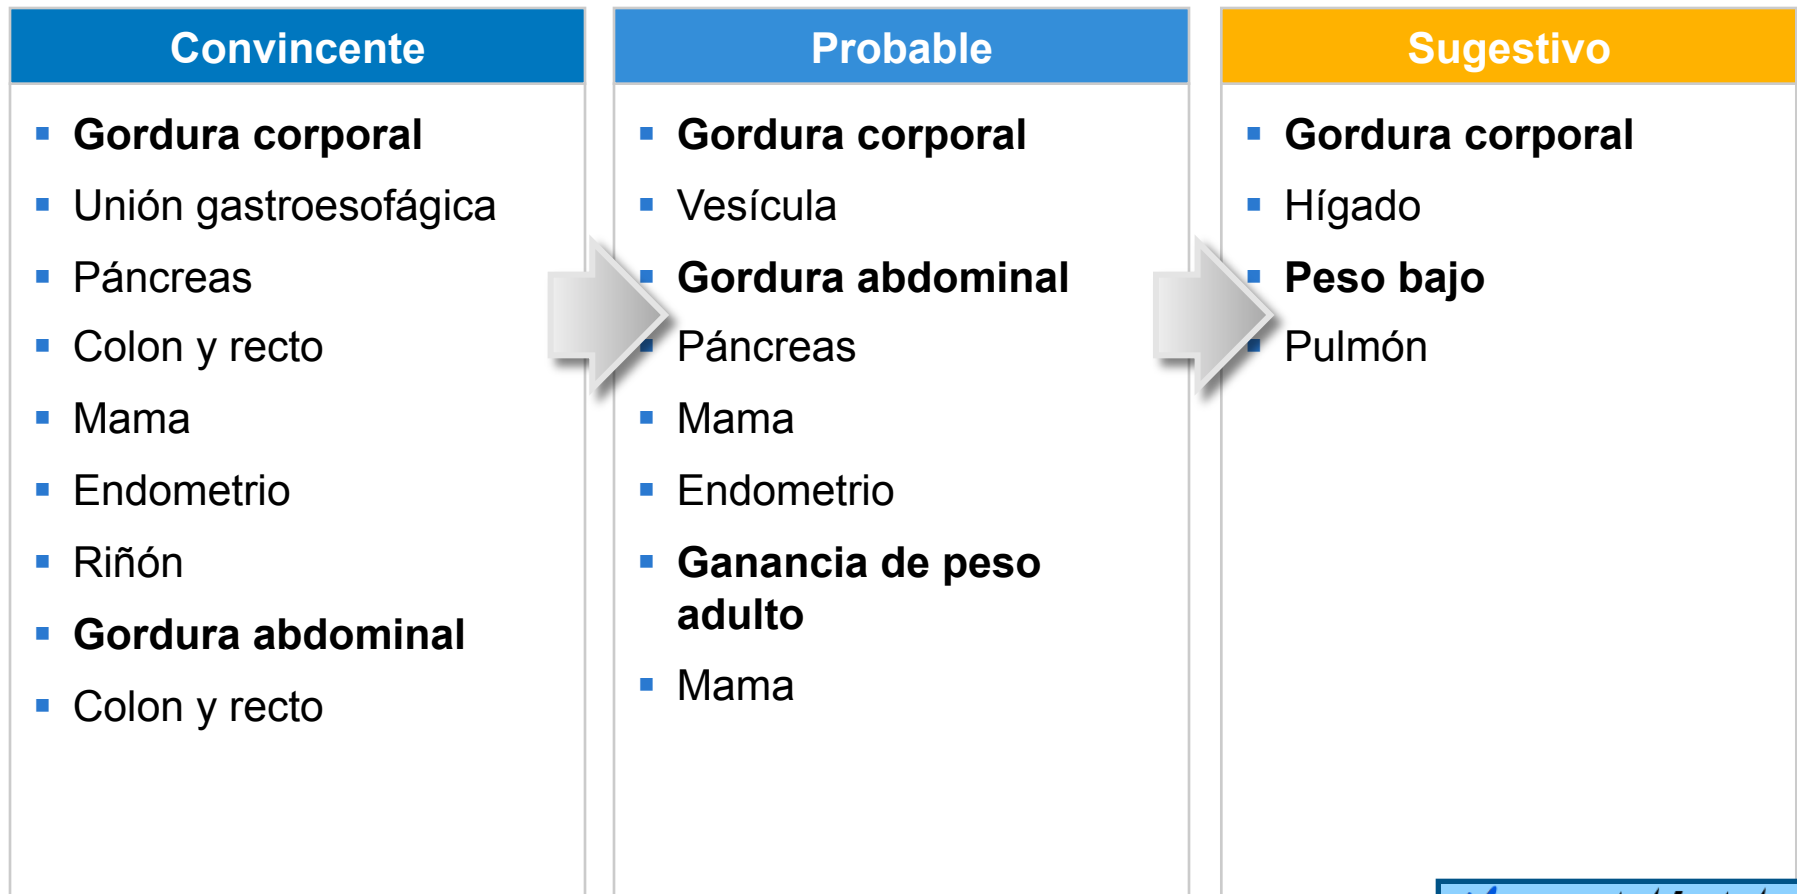 Convincente
Gordura corporal
Unión gastroesofágica
Páncreas
Colon y recto
Mama
Endometrio
Riñón
Gordura abdominal
Colon y recto
Probable
Gordura corporal
Vesícula
Gordura abdominal
Páncreas
Mama
Endometrio
Ganancia de peso
adulto
Mama
Sugestivo
Gordura corporal
Hígado
Peso bajo
Pulmón